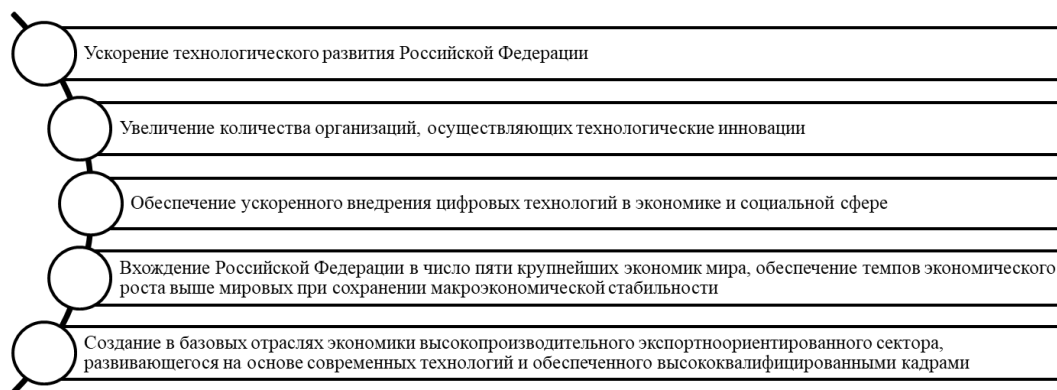 Ускорение технологического развития Российской Федерации
Увеличение количества организаций, осуществляющих технологические инновации
Обеспечение ускоренного внедрения цифровых технологий в экономике и социальной сфере
Вхождение Российской Федерации в число пяти крупнейших экономик мира, обеспечение темпов экономического
роста выше мировых при сохранении макроэкономической стабильности
Создание в базовых отраслях экономики высокопроизводительного экспортноориентированного сектора,
развивающегося на основе современных технологий и обеспеченного высококвалифицированными кадрами